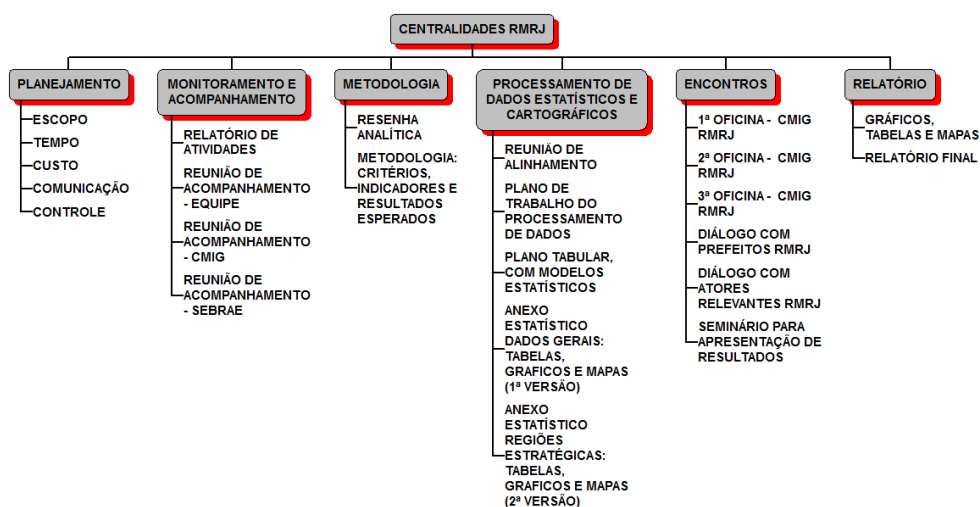 CENTRALIDADES RMRJ
PLANEJAMENTO
ESCOPO
TEMPO
CUSTO
COMUNICAÇÃO
CONTROLE
MONITORAMENTO E
ACOMPANHAMENTO
RELATÓRIO DE
ATIVIDADES
REUNIÃO DE
ACOMPANHAMENTO
- EQUIPE
REUNIÃO DE
ACOMPANHAMENTO
- CMIG
REUNIÃO DE
ACOMPANHAMENTO
- SEBRAE
METODOLOGIA
RESENHA
ANALÍTICA
METODOLOGIA:
CRITÉRIOS,
INDICADORES E
RESULTADOS
ESPERADOS
PROCESSAMENTO DE
DADOS ESTATÍSTICOS E
CARTOGRÁFICOS
REUNIÃO DE
ALINHAMENTO
PLANO DE
TRABALHO DO
PROCESSAMENTO
DE DADOS
PLANO TABULAR,
COM MODELOS
ESTATÍSTICOS
ANEXO
ESTATÍSTICO
DADOS GERAIS:
TABELAS,
GRAFICOS E MAPAS
(1ª VERSÃO)
ANEXO
ESTATÍSTICO
REGIÕES
ESTRATÉGICAS:
TABELAS,
GRAFICOS E MAPAS
(2ª VERSÃO)
ENCONTROS
1ª OFICINA - CMIG
RMRJ
2ª OFICINA - CMIG
RMRJ
3ª OFICINA - CMIG
RMRJ
DIÁLOGO COM
PREFEITOS RMRJ
DIÁLOGO COM
ATORES
RELEVANTES RMRJ
SEMINÁRIO PARA
APRESENTAÇÃO DE
RESULTADOS
RELATÓRIO
GRÁFICOS,
TABELAS E MAPAS
RELATÓRIO FINAL